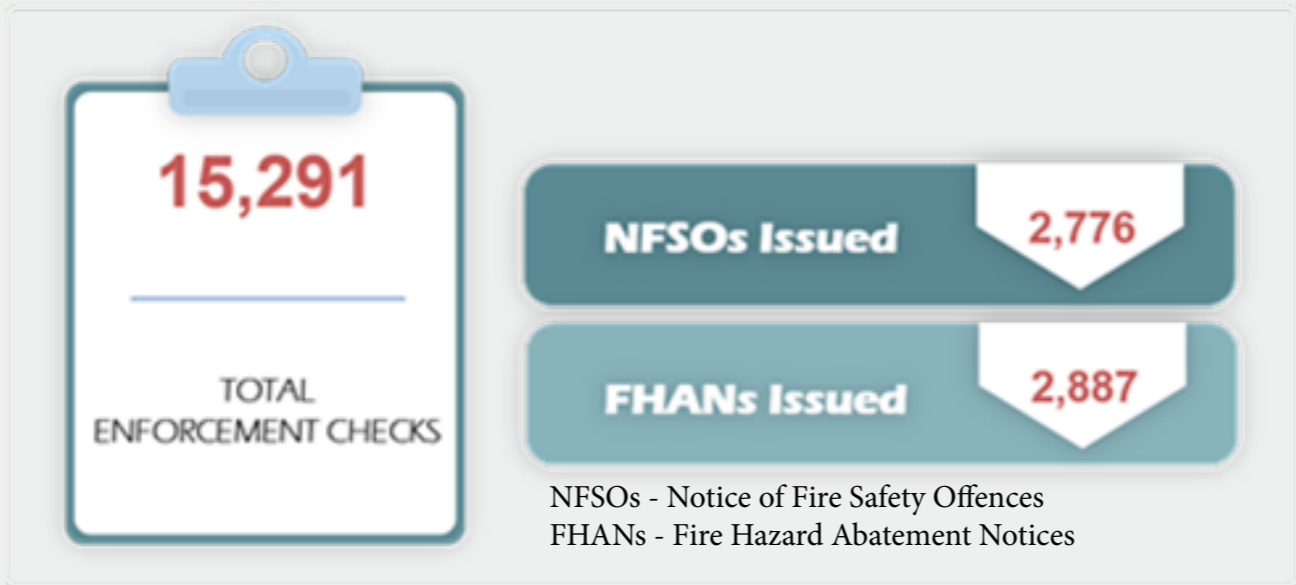 15,291
TOTAL
ENFORCEMENT CHECKS
NFSOs Issued
2,776
FHANs Issued
2,887
NFSOs - Notice of Fire Safety Offences
FHANs - Fire Hazard Abatement Notices